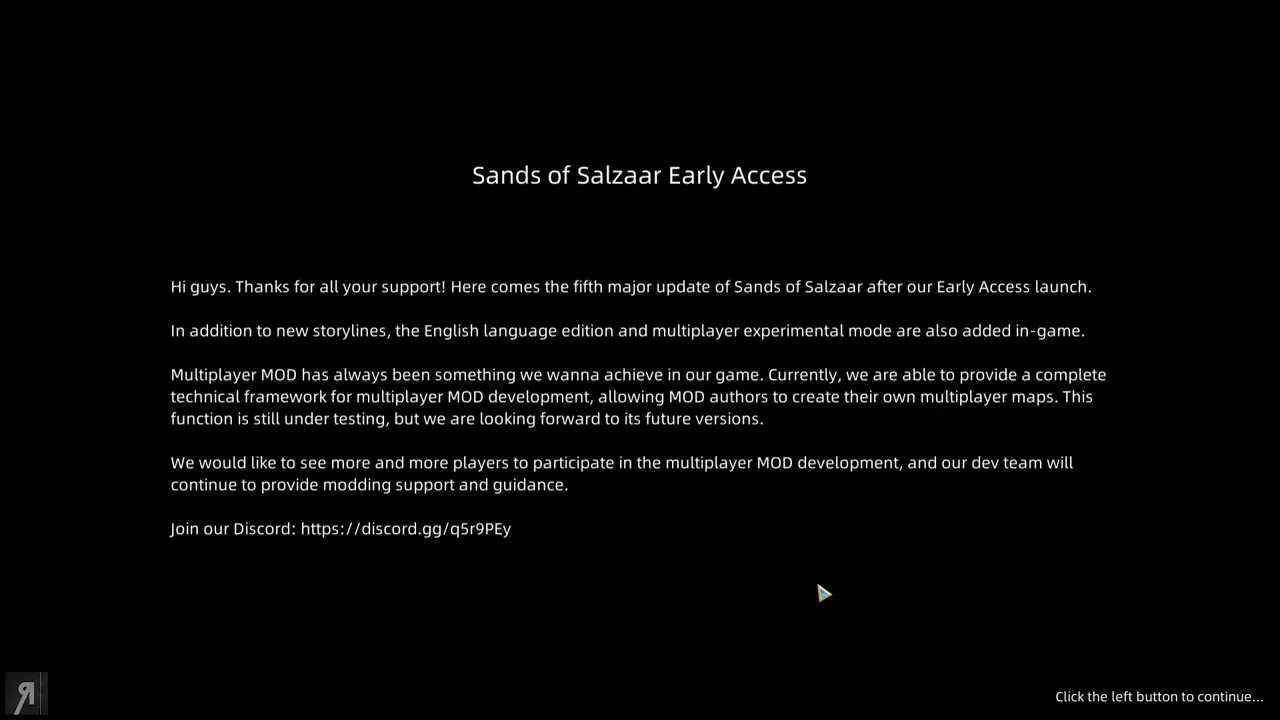 Sands of Salzaar Early Access
Hi guys. Thanks for all your support! Here comes the fifth major update of Sands of Salzaar after our Early Access launch.
In addition to new storylines, the English language edition and multiplayer experimental mode are also added in-game.
Multiplayer MOD has always been something we wanna achieve in our game. Currently, we are able to provide a complete
technical framework for multiplayer MOD development, allowing MOD authors to create their own multiplayer maps. This
function is still under testing, but we are looking forward to its future versions.
We would like to see more and more players to participate in the multiplayer MOD development, and our dev team will
continue to provide modding support and guidance.
Join our Discord: https://discord.gg/q5r9PEy
Click the left button to continue...